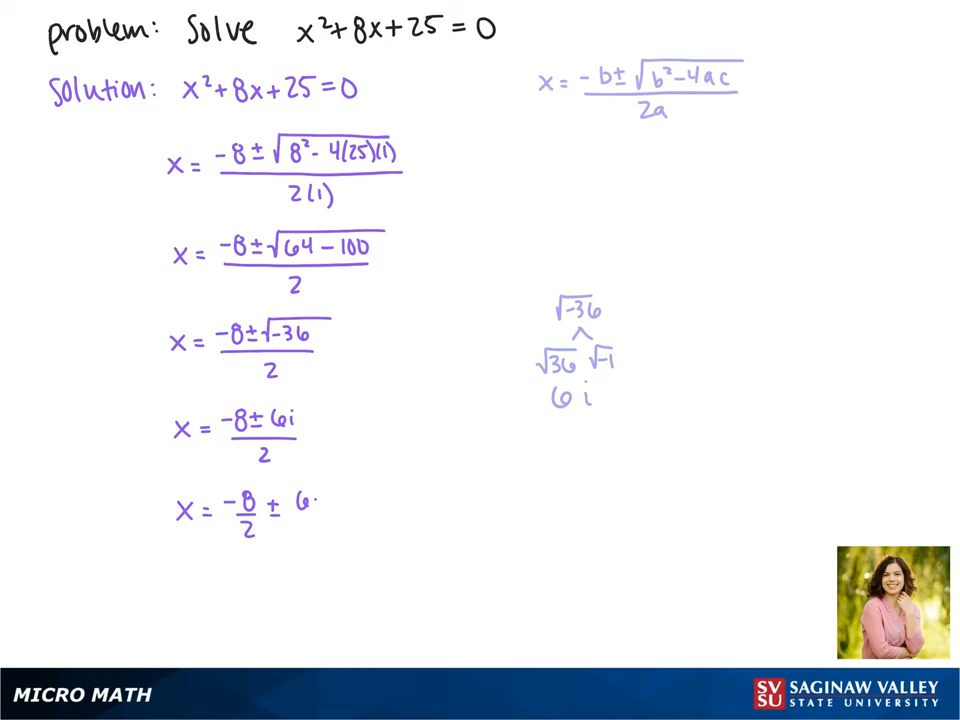 problem: Solve x²+8x+25=0
Solution: x²+8x+25=0
x = (-b ± √(b²-4ac))/(2a)
x = (-8 ± √(8²-4(25)(1)))/(2(1))
x = (-8 ± √(64-100))/2
x = (-8 ± √(-36))/2
√-36
√36 √-1
6 i
x = (-8 ± 6i)/2
x = -8/2 ± 6
MICRO MATH
SV SU
SAGINAW VALLEY
STATE UNIVERSITY